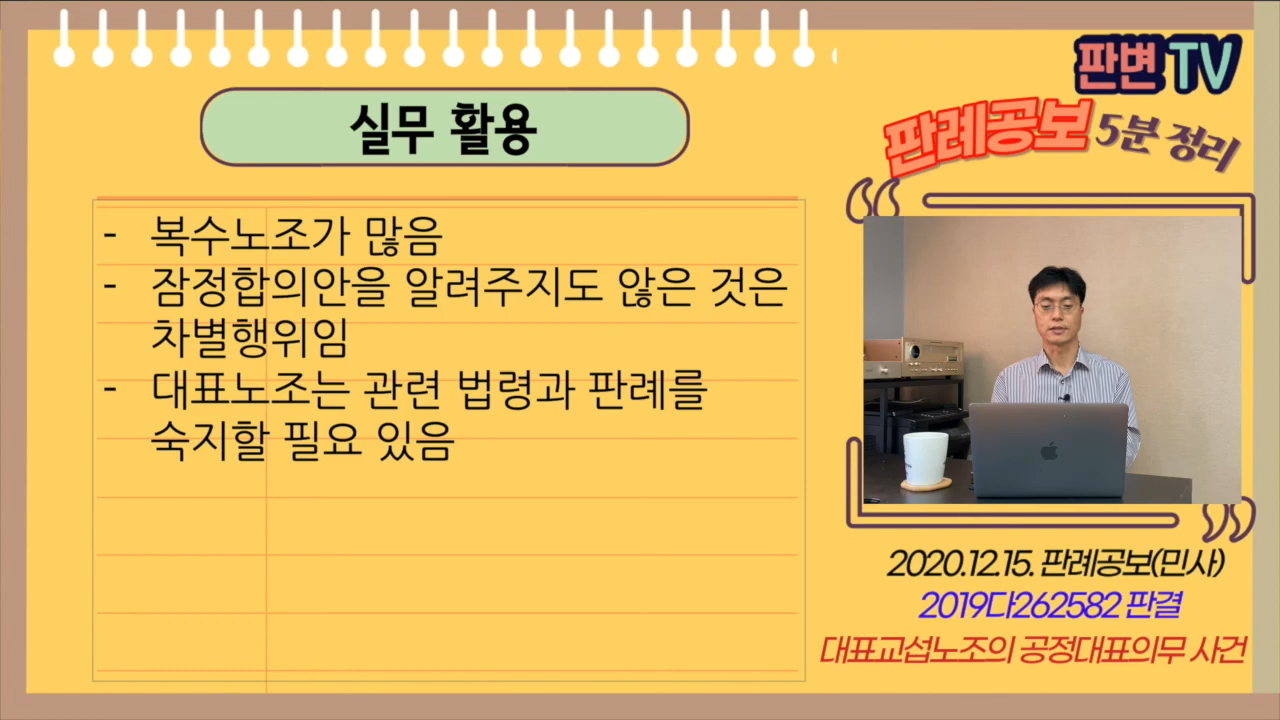 판변TV
판례공보 5분 정리
실무 활용
- 복수노조가 많음
- 잠정합의안을 알려주지도 않은 것은
차별행위임
- 대표노조는 관련 법령과 판례를
숙지할 필요 있음
2020.12.15. 판례공보(민사)
2019다262582 판결
대표교섭노조의 공정대표의무 사건